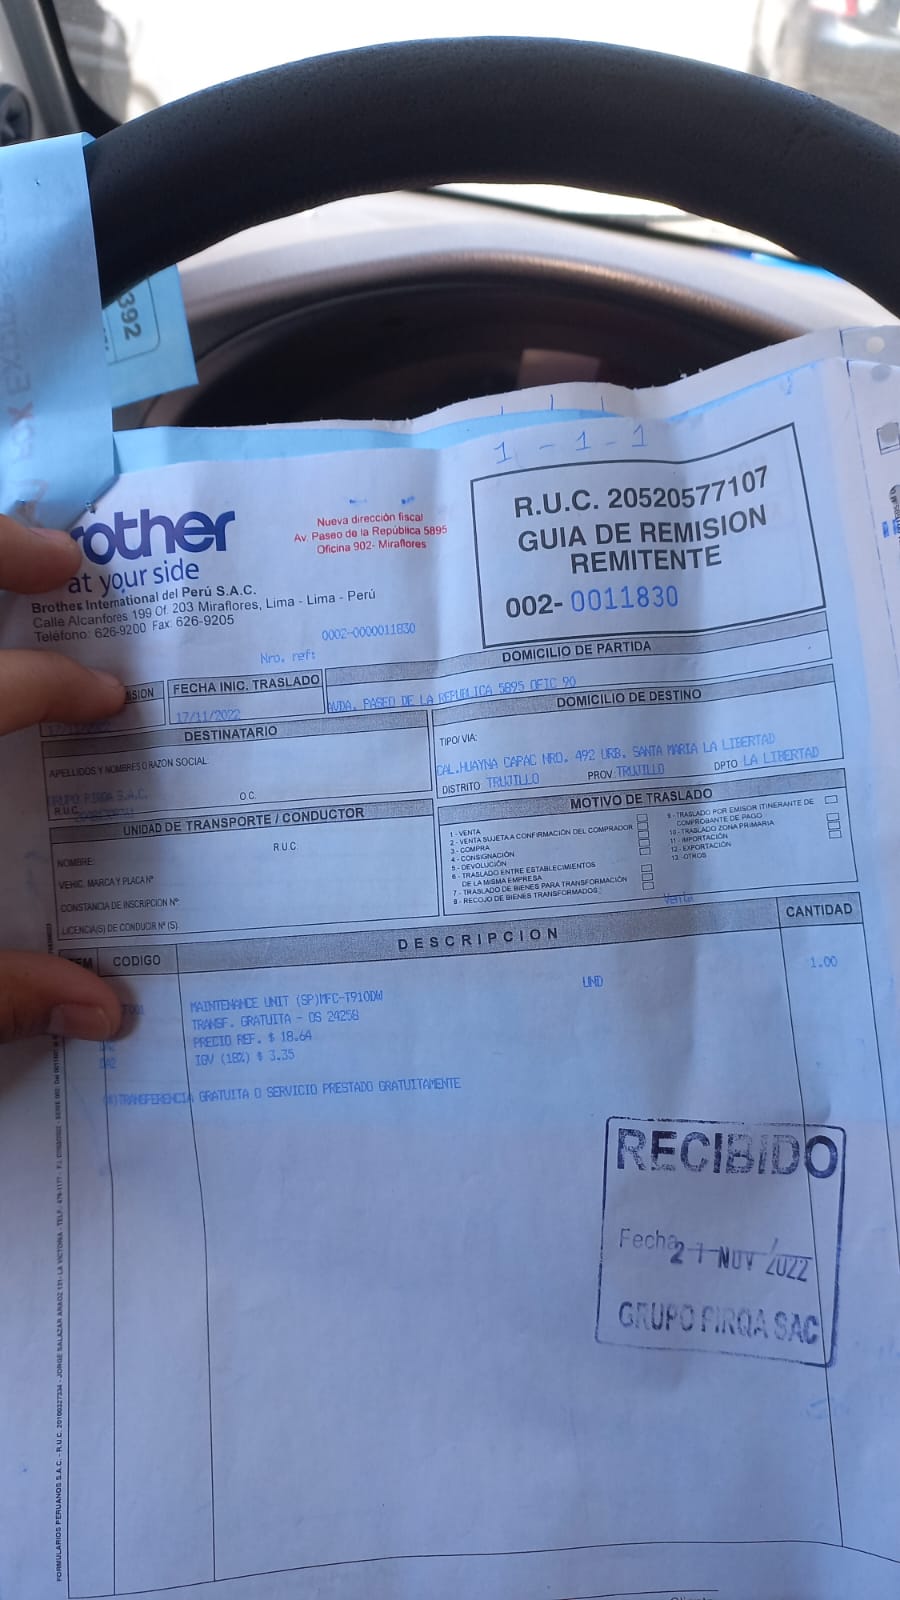 392
1 - 1 - 1
brother
at your side
Nueva dirección fiscal
Av. Paseo de la República 5895
Oficina 902- Miraflores
R.U.C. 20520577107
GUIA DE REMISION
REMITENTE
002- 0011830
Brother International del Perú S.A.C.
Calle Alcanfores 199 Of. 203 Miraflores, Lima - Lima - Perú
Teléfono: 626-9200 Fax: 626-9205
0002-0000011830
Nro. ref:
MISION
FECHA INIC. TRASLADO
17/11/2022
DOMICILIO DE PARTIDA
AVDA. PASEO DE LA REPUBLICA 5895 OFIC 90
DESTINATARIO
APELLIDOS Y NOMBRES O RAZON SOCIAL:
GRUPO PIRQA S.A.C.
R.U.C.
O.C.
DOMICILIO DE DESTINO
TIPO/VIA:
CAL.HUAYNA CAPAC NRO. 492 URB. SANTA MARIA LA LIBERTAD
DISTRITO TRUJILLO PROV. TRUJILLO DPTO LA LIBERTAD
UNIDAD DE TRANSPORTE / CONDUCTOR
NOMBRE:
R.U.C.
VEHIC. MARCA Y PLACA Nº
CONSTANCIA DE INSCRIPCION Nº
LICENCIA(S) DE CONDUCIR Nº (S).
MOTIVO DE TRASLADO
1 - VENTA
2 - VENTA SUJETA A CONFIRMACIÓN DEL COMPRADOR
3 - COMPRA
4 - CONSIGNACIÓN
5 - DEVOLUCIÓN
6 - TRASLADO ENTRE ESTABLECIMIENTOS
DE LA MISMA EMPRESA
7 - TRASLADO DE BIENES PARA TRANSFORMACIÓN
8 - RECOJO DE BIENES TRANSFORMADOS
9 - TRASLADO POR EMISOR ITINERANTE DE
COMPROBANTE DE PAGO
10 - TRASLADO ZONA PRIMARIA
11 - IMPORTACIÓN
12 - EXPORTACIÓN
13 - OTROS
Venta
CODIGO
DESCRIPCION
CANTIDAD
MAINTENANCE UNIT (SP)MFC-T910DW
UND
1.00
TRANSF. GRATUITA - OS 24258
PRECIO REF. $ 18.64
IGV (18%) $ 3.35
(*)TRANSFERENCIA GRATUITA O SERVICIO PRESTADO GRATUITAMENTE
RECIBIDO
Fecha 21 NOV 2022
GRUPO PIRQA SAC